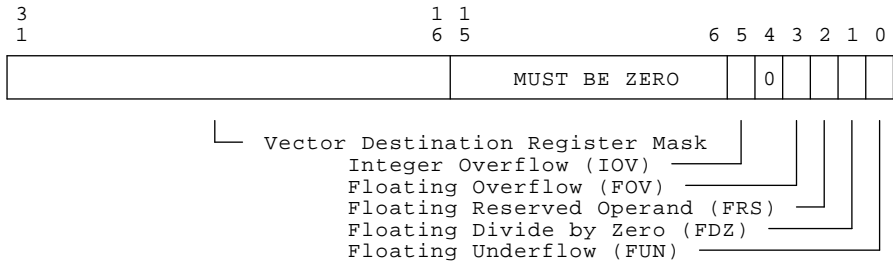 3 1 1
1 6 5 6 5 4 3 2 1 0
MUST BE ZERO 0
Vector Destination Register Mask
Integer Overflow (IOV)
Floating Overflow (FOV)
Floating Reserved Operand (FRS)
Floating Divide by Zero (FDZ)
Floating Underflow (FUN)